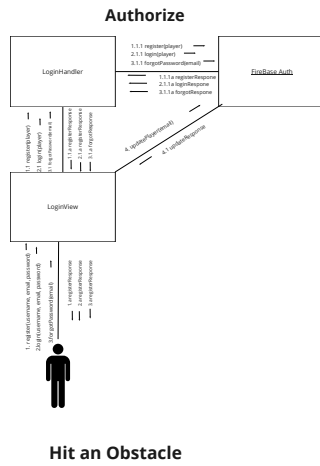 Authorize
1.1.1 register(player)
2.1.1 login(player)
3.1.1 forgotPassword(email)
LoginHandler
FireBase Auth
1.1.1a registerRespone
2.1.1a loginRespone
3.1.1a forgotRespone
1.1 register(player)
2.1 login(player)
3.1 forgotPassword(email)
1.1.a registerResponse
2.1.a registerResponse
3.1.a forgotResponse
4. updatePlayer(email)
4.1 updateResponse
LoginView
1. register(username, email, password)
2.login(username, email, password)
3.forgotPassword(email)
1.a registerResponse
2.a registerResponse
3.a registerResponse
Hit an Obstacle